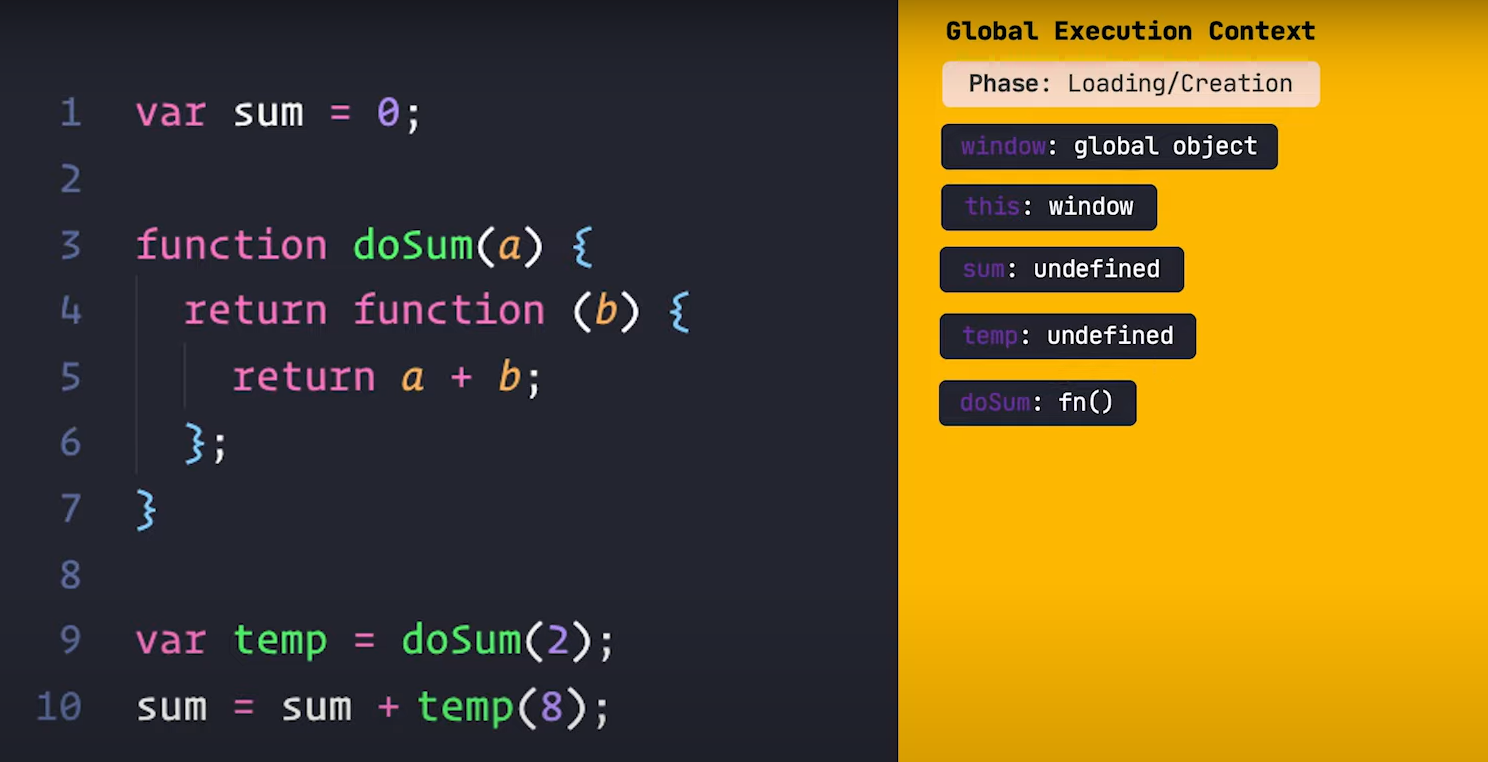 1 var sum = 0;
2
3 function doSum(a) {
4 return function (b) {
5 return a + b;
6 };
7 }
8
9 var temp = doSum(2);
10 sum = sum + temp(8);
Global Execution Context
Phase: Loading/Creation
window: global object
this: window
sum: undefined
temp: undefined
doSum: fn()